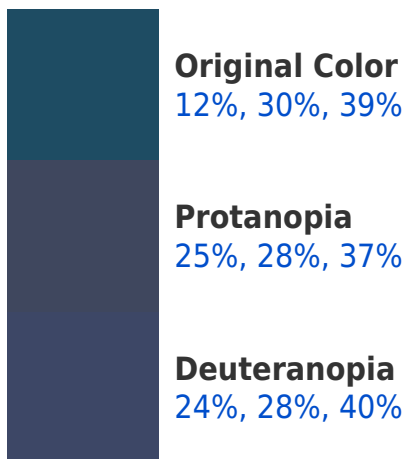 Original Color
12%, 30%, 39%
Protanopia
25%, 28%, 37%
Deuteranopia
24%, 28%, 40%